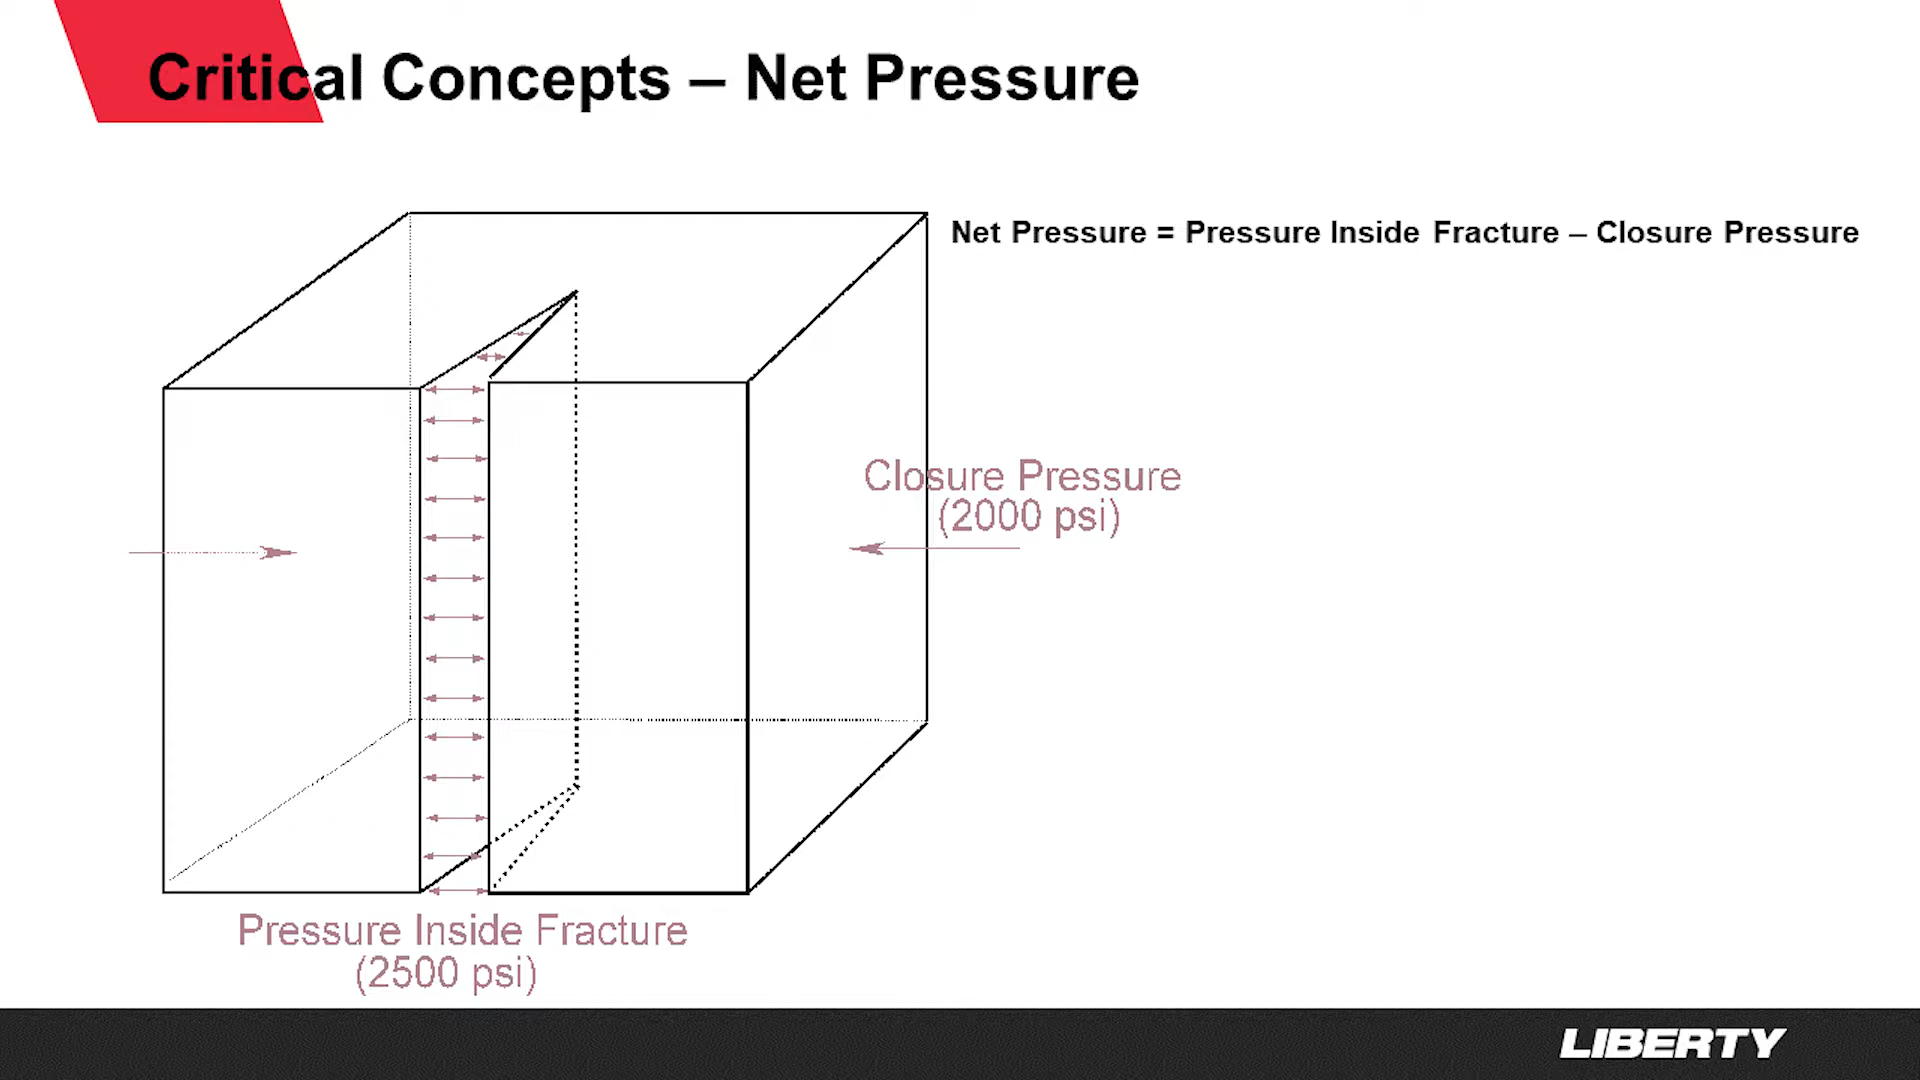 Critical Concepts – Net Pressure
Net Pressure = Pressure Inside Fracture – Closure Pressure
Closure Pressure
(2000 psi)
Pressure Inside Fracture
(2500 psi)
LIBERTY